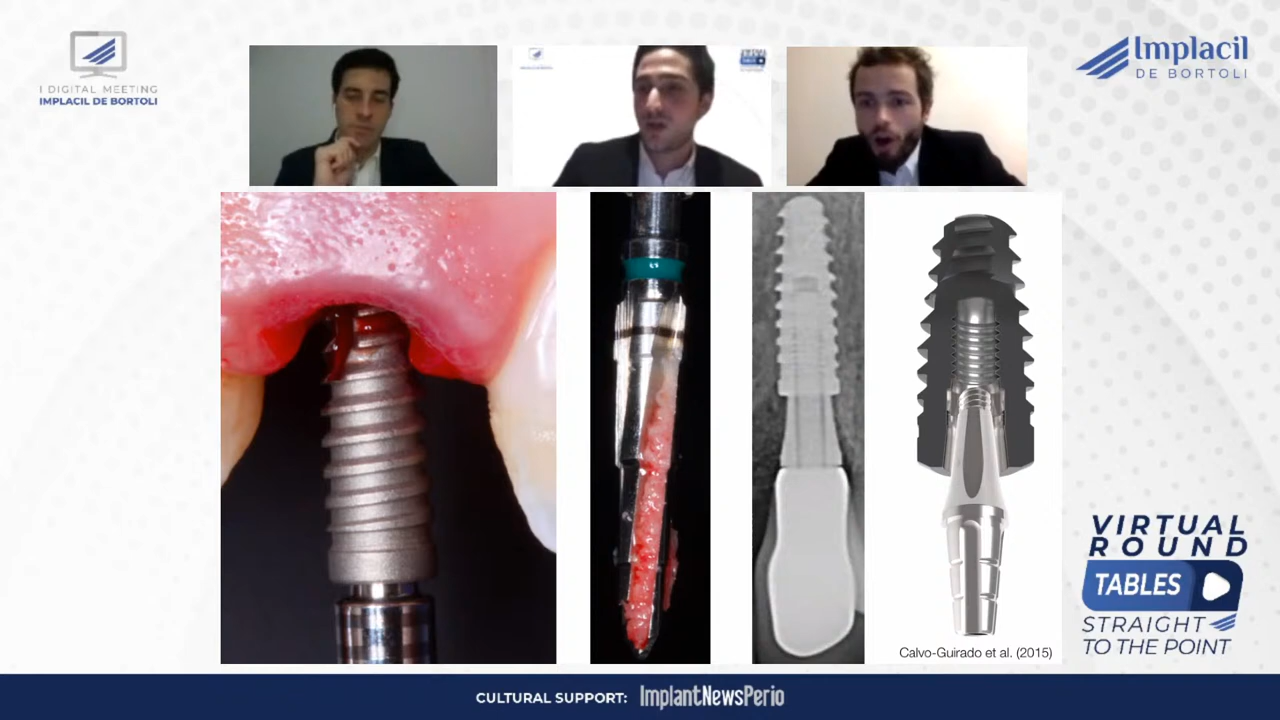 I DIGITAL MEETING
IMPLACIL DE BORTOLI
Implacil
DE BORTOLI
Calvo-Guirado et al. (2015)
VIRTUAL
ROUND
TABLES
STRAIGHT
TO THE POINT
CULTURAL SUPPORT: ImplantNewsPerio